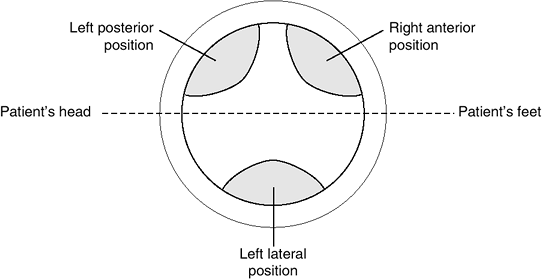 Left posterior
position
Right anterior
position
Patient's head
Patient's feet
Left lateral
position